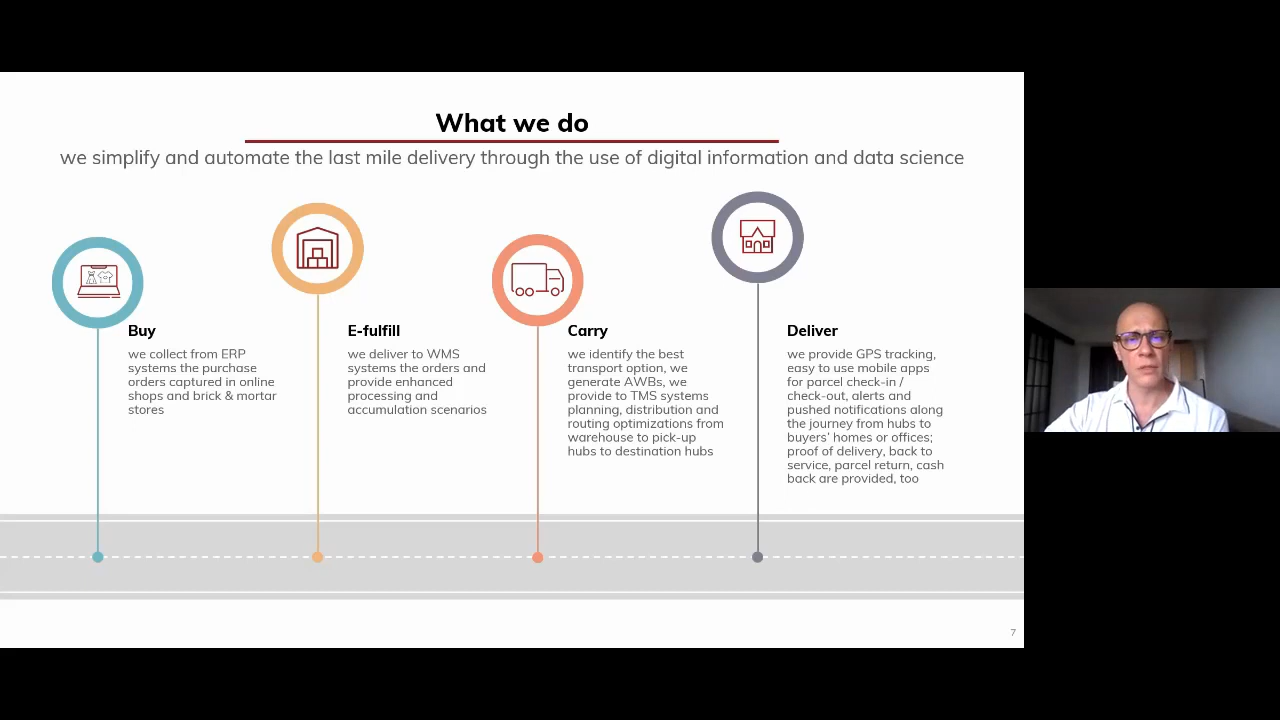 What we do
we simplify and automate the last mile delivery through the use of digital information and data science
Buy
we collect from ERP
systems the purchase
orders captured in online
shops and brick & mortar
stores
E-fulfill
we deliver to WMS
systems the orders and
provide enhanced
processing and
accumulation scenarios
Carry
we identify the best
transport option, we
generate AWBs, we
provide to TMS systems
planning, distribution and
routing optimizations from
warehouse to pick-up
hubs to destination hubs
Deliver
we provide GPS tracking,
easy to use mobile apps
for parcel check-in /
check-out, alerts and
pushed notifications along
the journey from hubs to
buyers' homes or offices;
proof of delivery, back to
service, parcel return, cash
back are provided, too
7